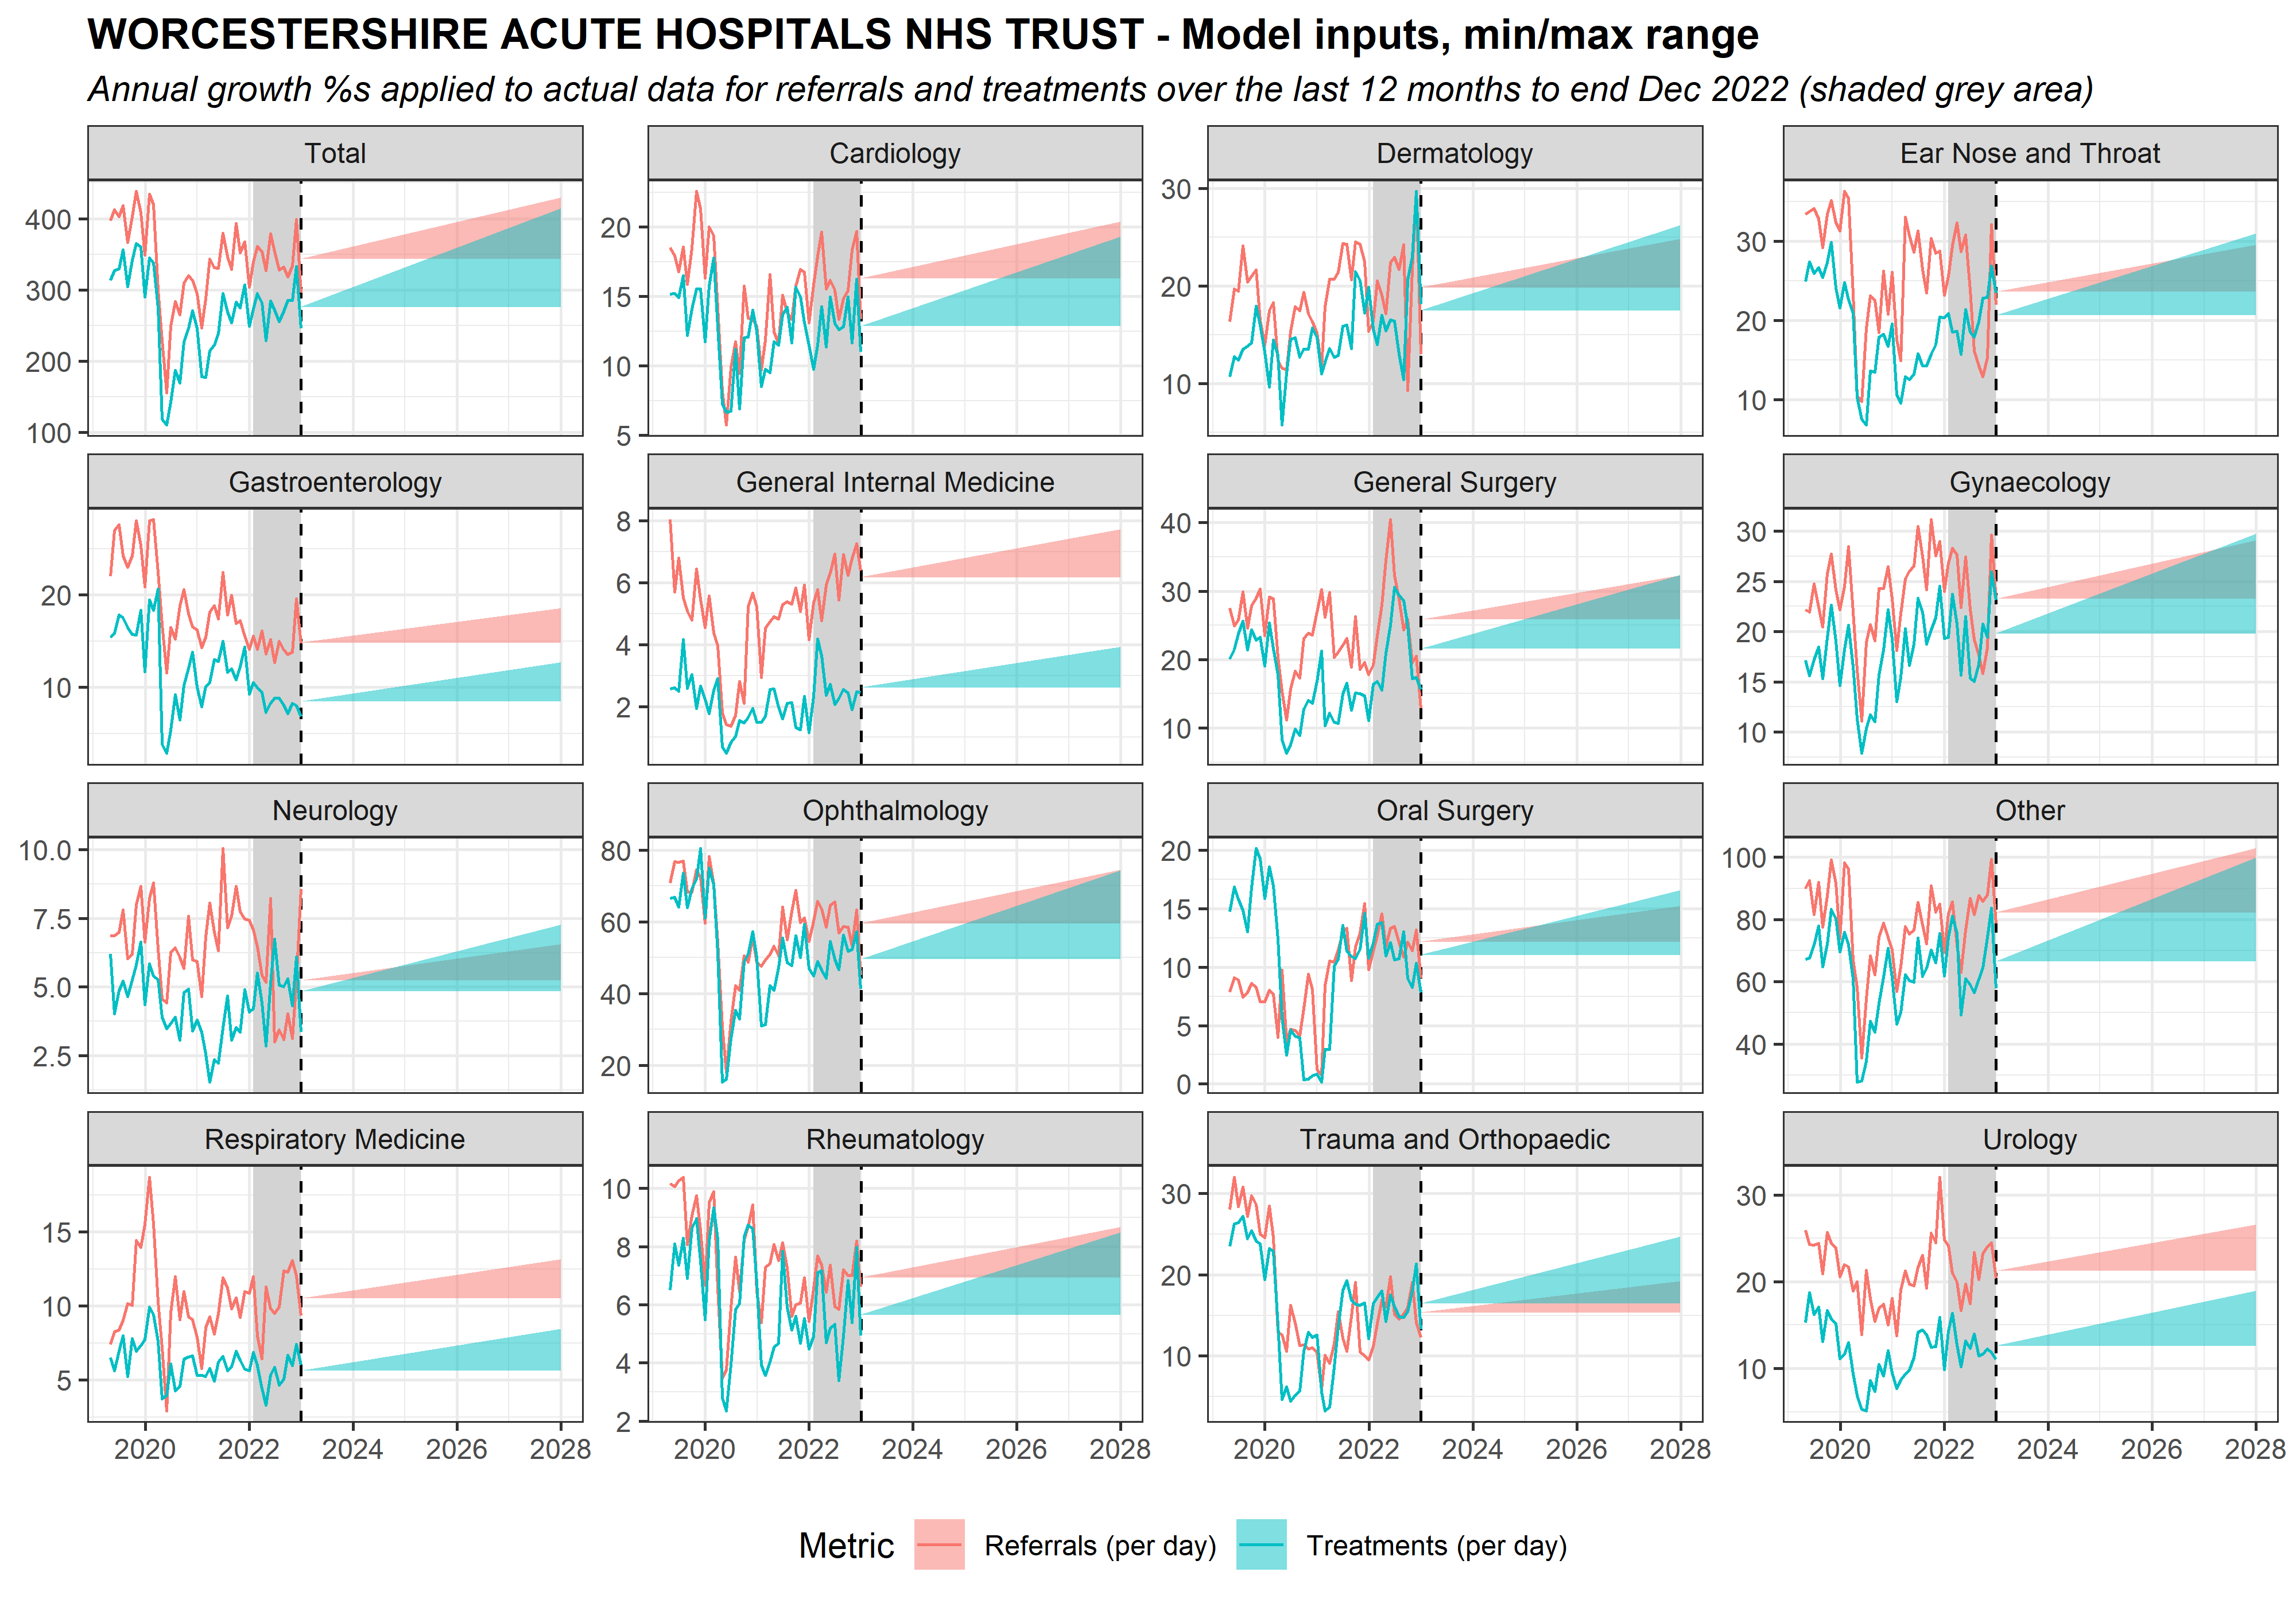 WORCESTERSHIRE ACUTE HOSPITALS NHS TRUST - Model inputs, min/max range
Annual growth %s applied to actual data for referrals and treatments over the last 12 months to end Dec 2022 (shaded grey area)
Total
Cardiology
Dermatology
Ear Nose and Throat
400
300
200
100
20
15
10
5
30
20
10
30
20
10
Gastroenterology
General Internal Medicine
General Surgery
Gynaecology
20
10
8
6
4
2
40
30
20
10
30
25
20
15
10
Neurology
Ophthalmology
Oral Surgery
Other
10.0
7.5
5.0
2.5
80
60
40
20
20
15
10
5
0
100
80
60
40
Respiratory Medicine
Rheumatology
Trauma and Orthopaedic
Urology
15
10
5
10
8
6
4
2
30
20
10
30
20
10
2020 2022 2024 2026 2028
2020 2022 2024 2026 2028
2020 2022 2024 2026 2028
2020 2022 2024 2026 2028
Metric Referrals (per day) Treatments (per day)